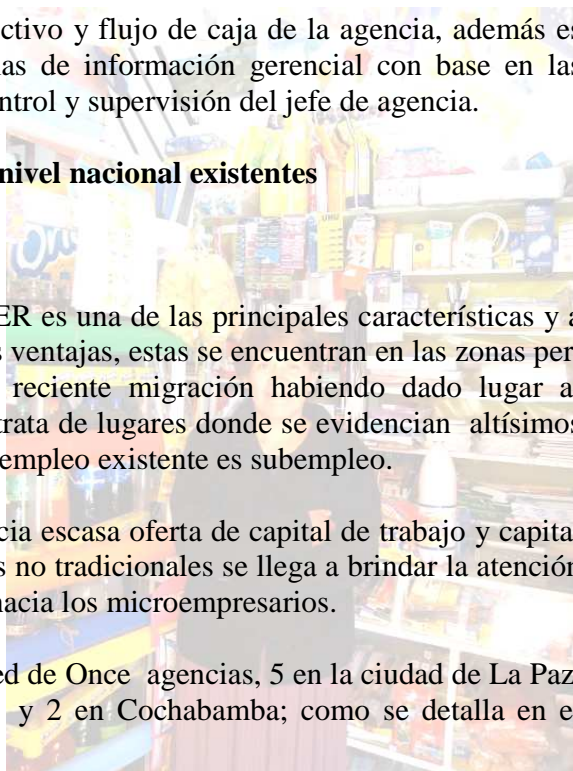 ctivo y flujo de caja de la agencia, además es
as de información gerencial con base en las
ntrol y supervisión del jefe de agencia.
nivel nacional existentes
ER es una de las principales características y a
s ventajas, estas se encuentran en las zonas per
reciente migración habiendo dado lugar a
trata de lugares donde se evidencian altísimos
empleo existente es subempleo.
cia escasa oferta de capital de trabajo y capita
s no tradicionales se llega a brindar la atención
hacia los microempresarios.
ed de Once agencias, 5 en la ciudad de La Paz
y 2 en Cochabamba; como se detalla en e